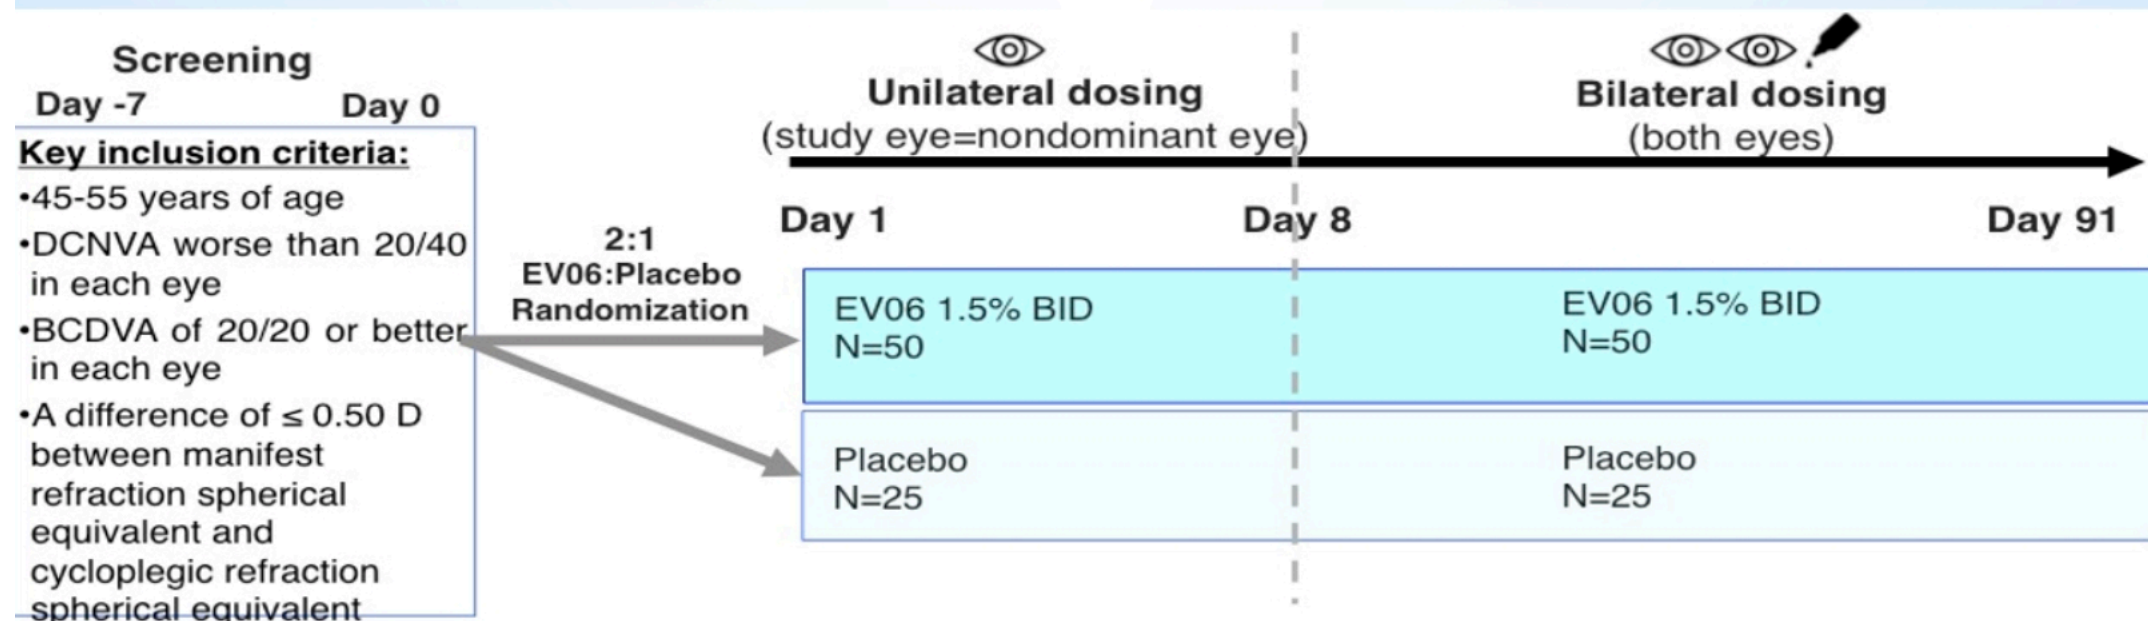 Screening
Day -7 Day 0
Key inclusion criteria:
•45-55 years of age
•DCNVA worse than 20/40
in each eye
•BCDVA of 20/20 or better
in each eye
•A difference of ≤ 0.50 D
between manifest
refraction spherical
equivalent and
cycloplegic refraction
spherical equivalent
2:1
EV06:Placebo
Randomization
Unilateral dosing
(study eye=nondominant eye)
Bilateral dosing
(both eyes)
Day 1 Day 8 Day 91
EV06 1.5% BID
N=50
EV06 1.5% BID
N=50
Placebo
N=25
Placebo
N=25